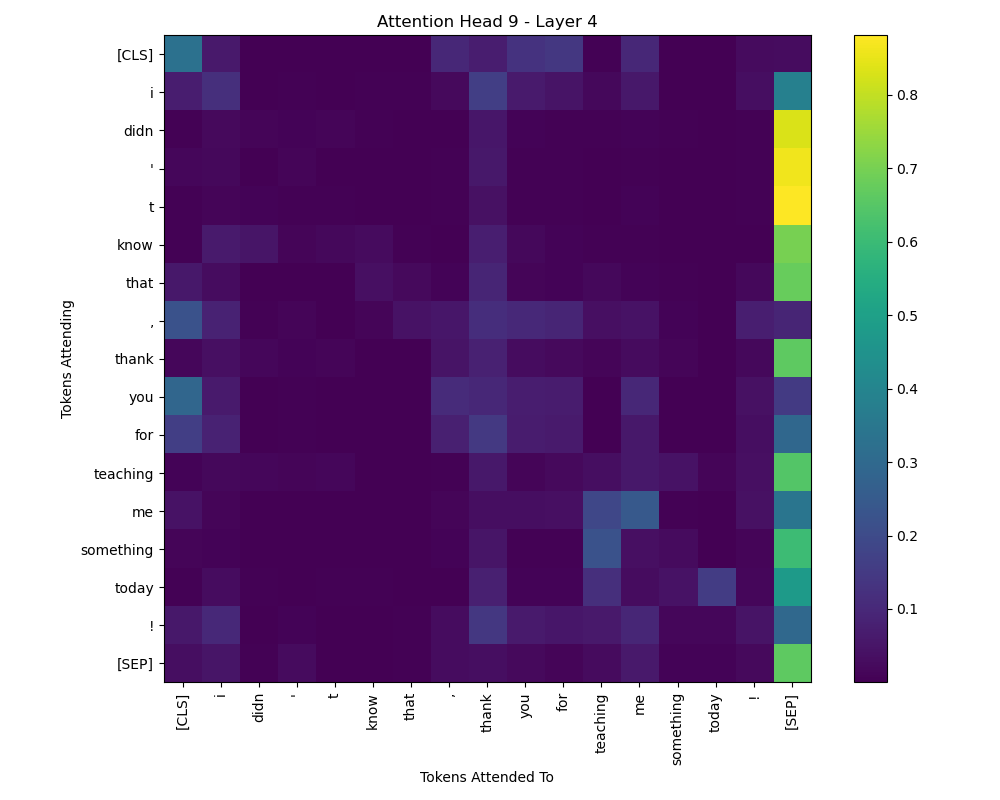 Attention Head 9 - Layer 4
[CLS]
i
didn
'
t
know
that
,
thank
you
for
teaching
me
something
today
!
[SEP]
Tokens Attending
[CLS]
i
didn
'
t
know
that
,
thank
you
for
teaching
me
something
today
!
[SEP]
Tokens Attended To
0.8
0.7
0.6
0.5
0.4
0.3
0.2
0.1